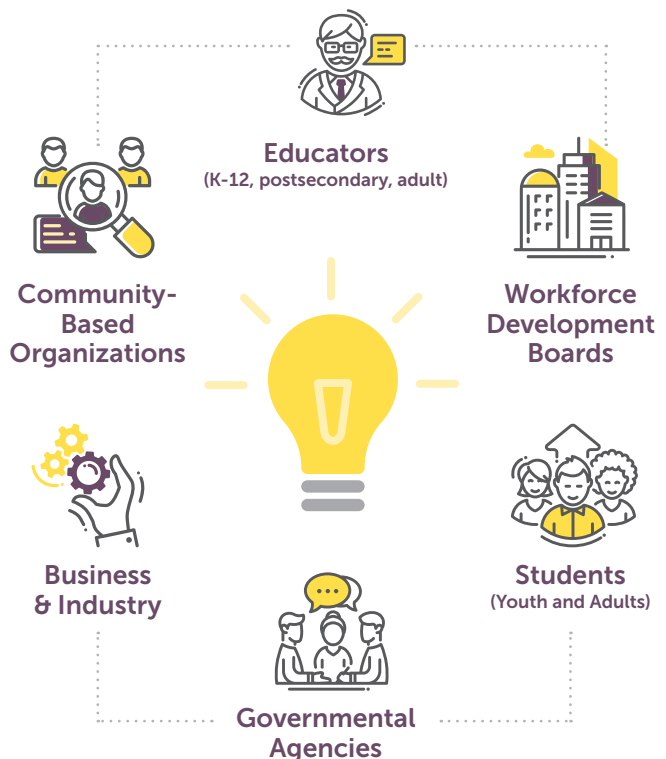 Educators
(K-12, postsecondary, adult)
Community-
Based
Organizations
Workforce
Development
Boards
Business
& Industry
Students
(Youth and Adults)
Governmental
Agencies